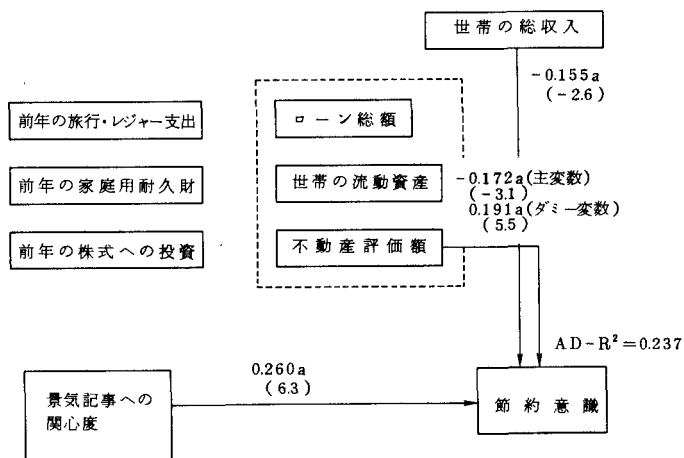 世帯の総収入
-0.155a
(-2.6)
前年の旅行・レジャー支出
ローン総額
前年の家庭用耐久財
世帯の流動資産
-0.172a(主変数)
(-3.1)
0.191a(ダミー変数)
(5.5)
前年の株式への投資
不動産評価額
AD-R²=0.237
0.260a
(6.3)
景気記事への
関心度
節約意識